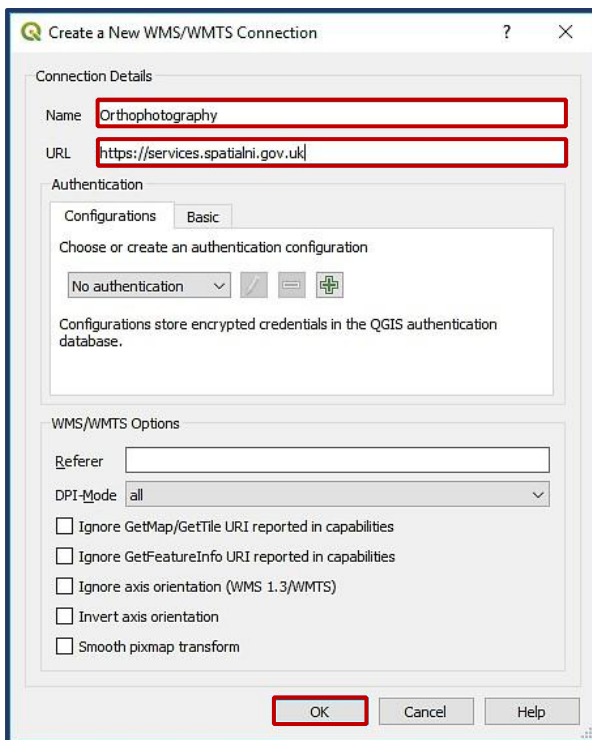 Create a New WMS/WMTS Connection
Connection Details
Name Orthophotography
URL https://services.spatialni.gov.uk
Authentication
Configurations Basic
Choose or create an authentication configuration
No authentication
Configurations store encrypted credentials in the QGIS authentication
database.
WMS/WMTS Options
Referer
DPI-Mode all
Ignore GetMap/GetTile URI reported in capabilities
Ignore GetFeatureInfo URI reported in capabilities
Ignore axis orientation (WMS 1.3/WMTS)
Invert axis orientation
Smooth pixmap transform
OK Cancel Help